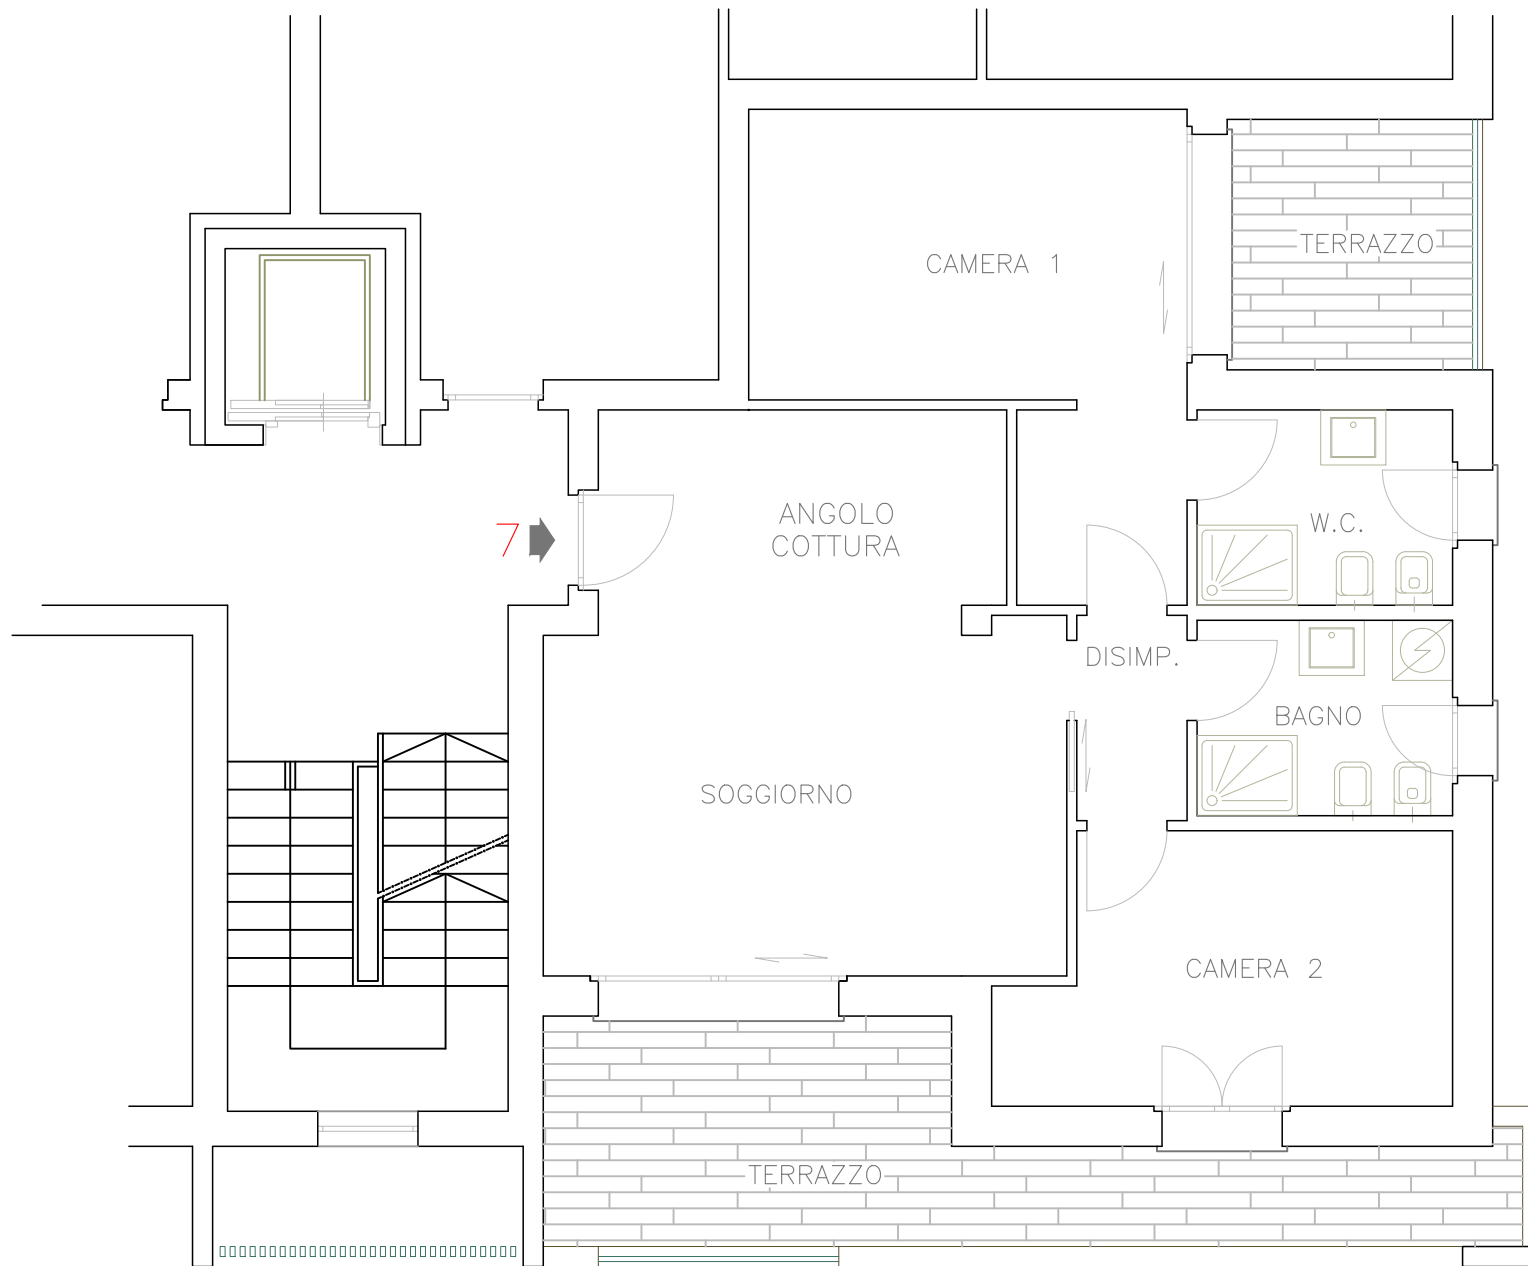 CAMERA 1
TERRAZZO
7
ANGOLO
COTTURA
W.C.
DISIMP.
BAGNO
SOGGIORNO
CAMERA 2
TERRAZZO